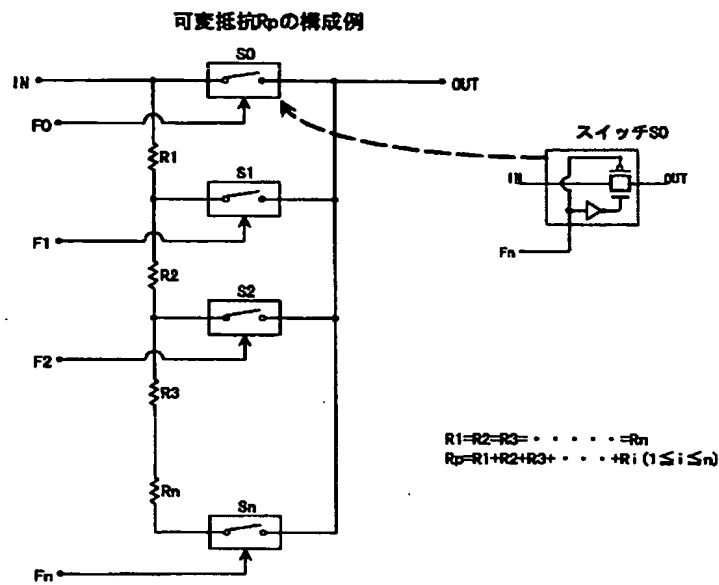 可変抵抗Rpの構成例
S0
IN
OUT
F0
R1
スイッチS0
IN
OUT
Fn
S1
F1
R2
S2
F2
R3
R1=R2=R3=・・・・・・=Rn
Rp=R1+R2+R3+・・・・+Ri(1≦i≦n)
Rn
Sn
Fn